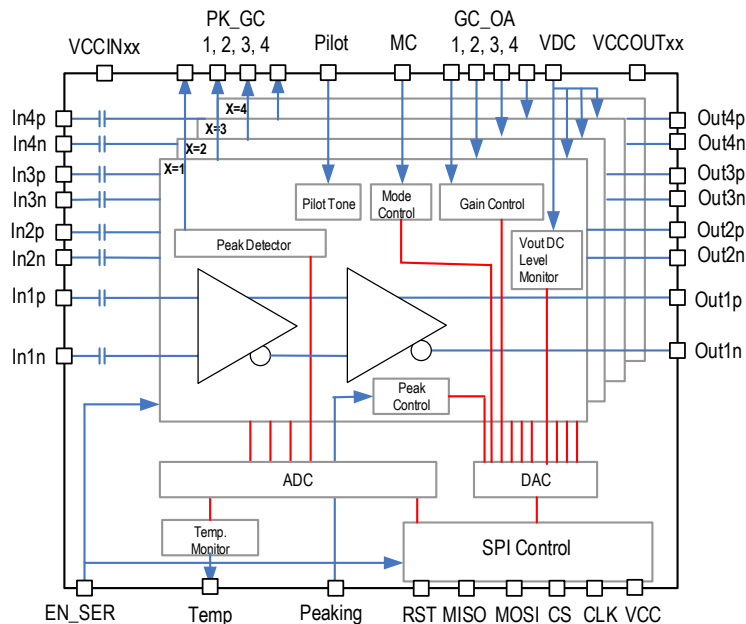 PK_GC
GC_OA
VCCINxx
1, 2, 3, 4
Pilot
MC
1, 2, 3, 4
VDC
VCCOUTxx
X=4
In4p
Out4p
X=3
In4n
Out4n
X=2
X=1
In3p
Out3p
In3n
Out3n
Pilot Tone
Mode
Control
Gain Control
In2p
Out2p
Peak Detector
Vout DC
Level
Monitor
In2n
Out2n
In1p
Out1p
In1n
Out1n
Peak
Control
ADC
DAC
Temp.
Monitor
SPI Control
EN_SER
Temp
Peaking
RST
MISO
MOSI
CS
CLK
VCC